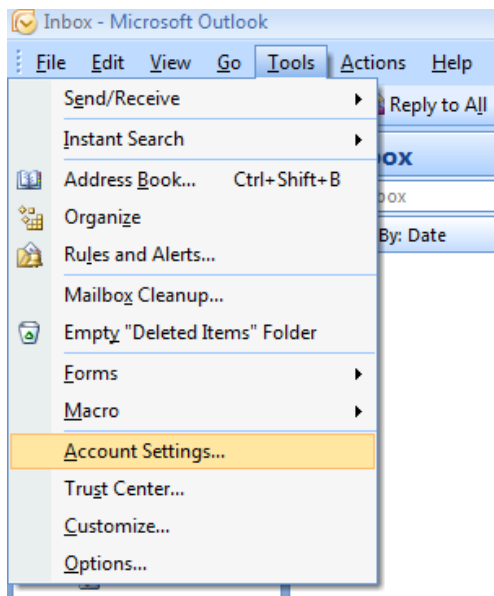 Inbox - Microsoft Outlook
File Edit View Go Tools Actions Help
Send/Receive
Reply to All
Instant Search
Address Book... Ctrl+Shift+B
Organize
By: Date
Rules and Alerts...
Mailbox Cleanup...
Empty "Deleted Items" Folder
Forms
Macro
Account Settings...
Trust Center...
Customize...
Options...